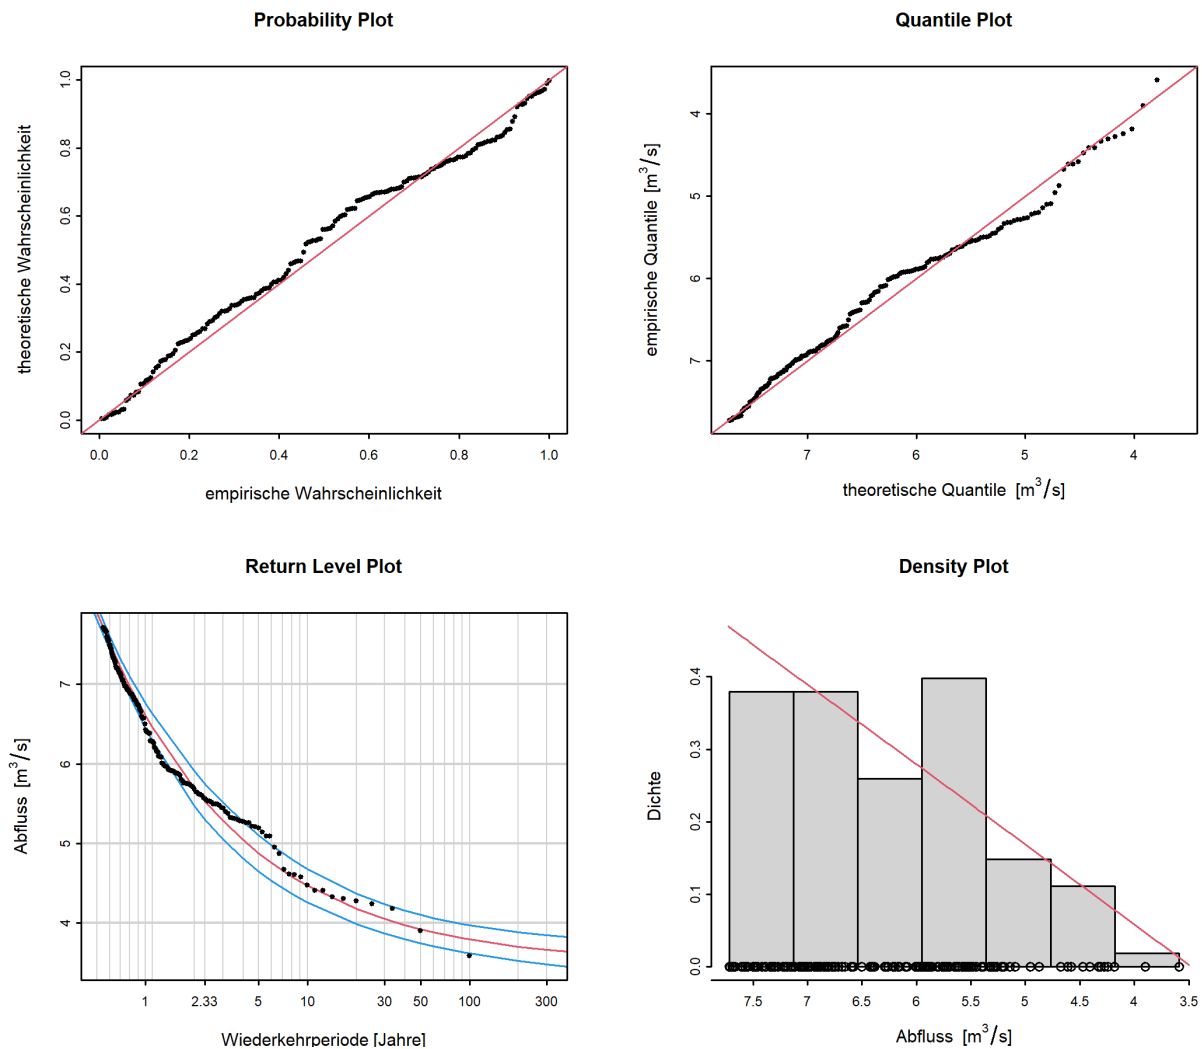 Probability Plot
theoretische Wahrscheinlichkeit
0.0 0.2 0.4 0.6 0.8 1.0
0.0 0.2 0.4 0.6 0.8 1.0
empirische Wahrscheinlichkeit
Quantile Plot
empirische Quantile [m³/s]
4 5 6 7
7 6 5 4
theoretische Quantile [m³/s]
Return Level Plot
Abfluss [m³/s]
4 5 6 7
1 2.33 5 10 30 50 100 300
Wiederkehrperiode [Jahre]
Density Plot
Dichte
0.0 0.1 0.2 0.3 0.4
7.5 7 6.5 6 5.5 5 4.5 4 3.5
Abfluss [m³/s]